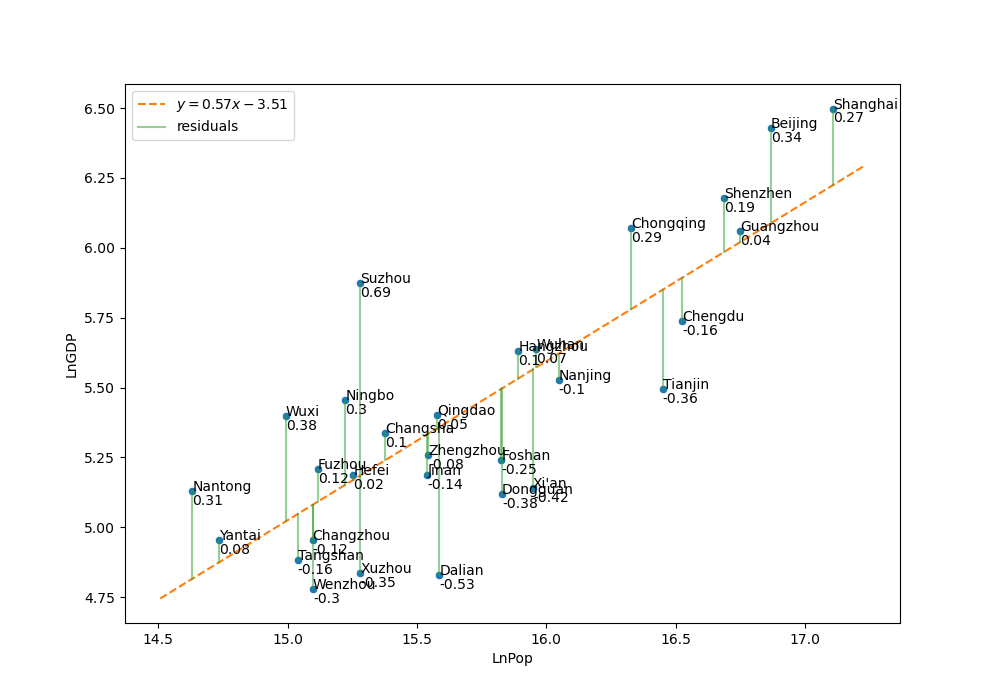 y = 0.57x − 3.51
residuals
Shanghai
0.27
Beijing
0.34
Shenzhen
0.19
Guangzhou
0.04
Chongqing
0.29
Suzhou
0.69
Chengdu
-0.16
Hangzhou
0.1
Wuhan
0.07
Nanjing
-0.1
Tianjin
-0.36
Ningbo
0.3
Wuxi
0.38
Qingdao
0.05
Changsha
0.1
Zhengzhou
-0.08
Jinan
-0.14
Foshan
-0.25
Fuzhou
0.12
Hefei
0.02
Xi'an
-0.42
Dongguan
-0.38
Nantong
0.31
Yantai
0.08
Changzhou
-0.12
Tangshan
-0.16
Xuzhou
-0.35
Dalian
-0.53
Wenzhou
-0.3
6.50
6.25
6.00
5.75
5.50
5.25
5.00
4.75
LnGDP
14.5 15.0 15.5 16.0 16.5 17.0
LnPop